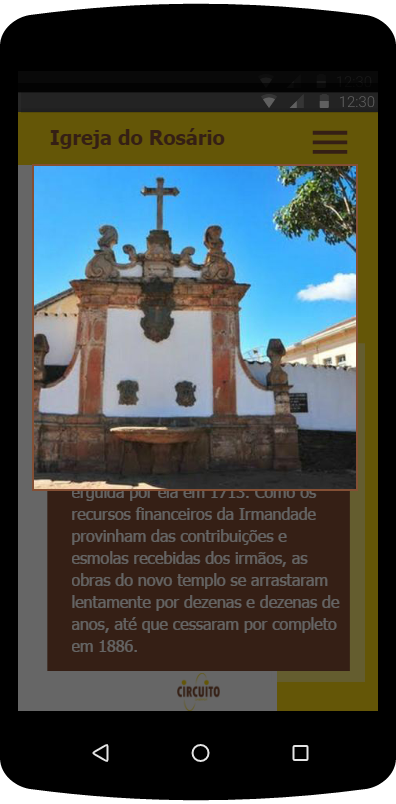 12:30
12:30
Igreja do Rosário
erguida por ela em 1713. Como os
recursos financeiros da Irmandade
provinham das contribuições e
esmolas recebidas dos irmãos, as
obras do novo templo se arrastaram
lentamente por dezenas e dezenas de
anos, até que cessaram por completo
em 1886.
CIRCUITO